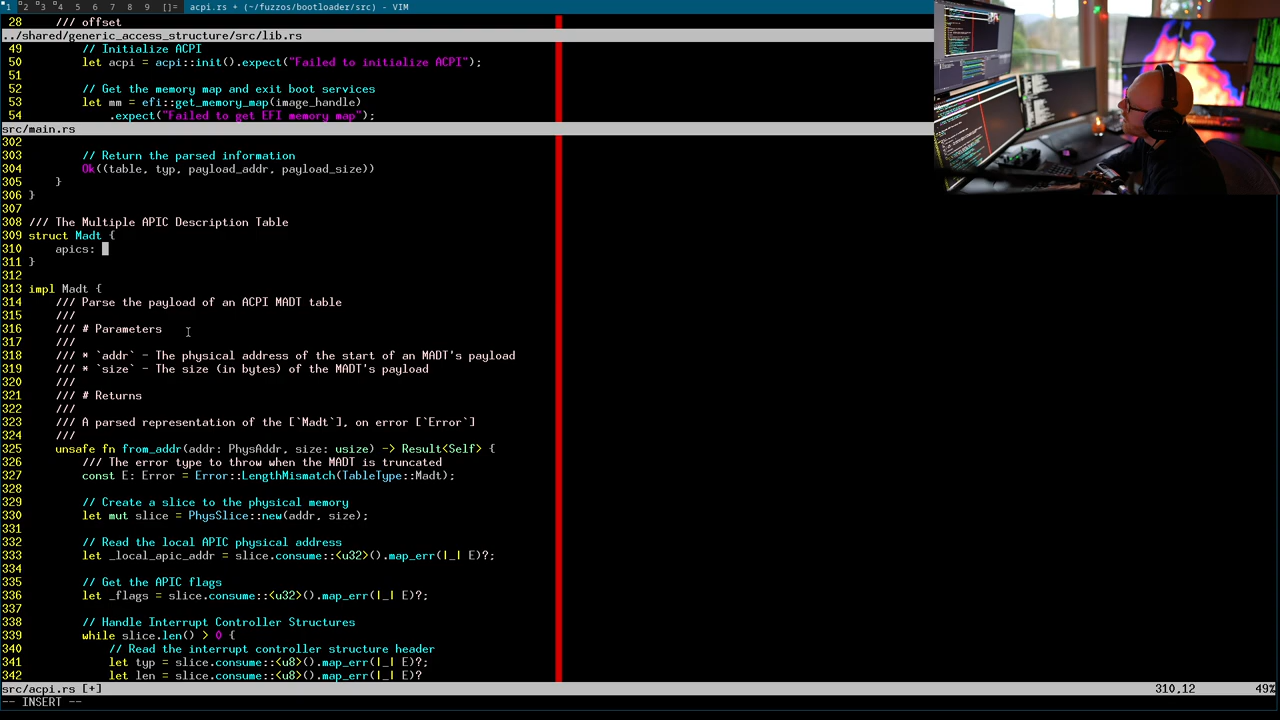 1 2 3 4 5 6 7 8 9 []= acpi.rs + (~/fuzzos/bootloader/src) - VIM
28     /// offset
../shared/generic_access_structure/src/lib.rs
49     // Initialize ACPI
50     let acpi = acpi::init().expect("Failed to initialize ACPI");
51
52     // Get the memory map and exit boot services
53     let mm = efi::get_memory_map(image_handle)
54         .expect("Failed to get EFI memory map");
src/main.rs
302
303         // Return the parsed information
304         Ok((table, typ, payload_addr, payload_size))
305     }
306 }
307
308 /// The Multiple APIC Description Table
309 struct Madt {
310     apics:
311 }
312
313 impl Madt {
314     /// Parse the payload of an ACPI MADT table
315     ///
316     /// # Parameters
317     ///
318     /// * `addr` - The physical address of the start of an MADT's payload
319     /// * `size` - The size (in bytes) of the MADT's payload
320     ///
321     /// # Returns
322     ///
323     /// A parsed representation of the [`Madt`], on error [`Error`]
324     ///
325     unsafe fn from_addr(addr: PhysAddr, size: usize) -> Result<Self> {
326         /// The error type to throw when the MADT is truncated
327         const E: Error = Error::LengthMismatch(TableType::Madt);
328
329         // Create a slice to the physical memory
330         let mut slice = PhysSlice::new(addr, size);
331
332         // Read the local APIC physical address
333         let _local_apic_addr = slice.consume::<u32>().map_err(|_| E)?;
334
335         // Get the APIC flags
336         let _flags = slice.consume::<u32>().map_err(|_| E)?;
337
338         // Handle Interrupt Controller Structures
339         while slice.len() > 0 {
340             // Read the interrupt controller structure header
341             let typ = slice.consume::<u8>().map_err(|_| E)?;
342             let len = slice.consume::<u8>().map_err(|_| E)?
src/acpi.rs [+] 310,12 49%
-- INSERT --